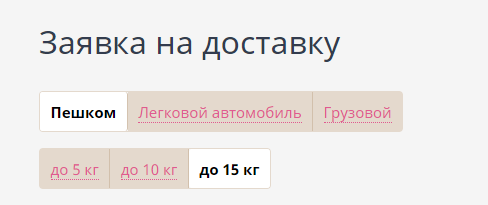 Заявка на доставку
Пешком Легковой автомобиль Грузовой
до 5 кг до 10 кг до 15 кг